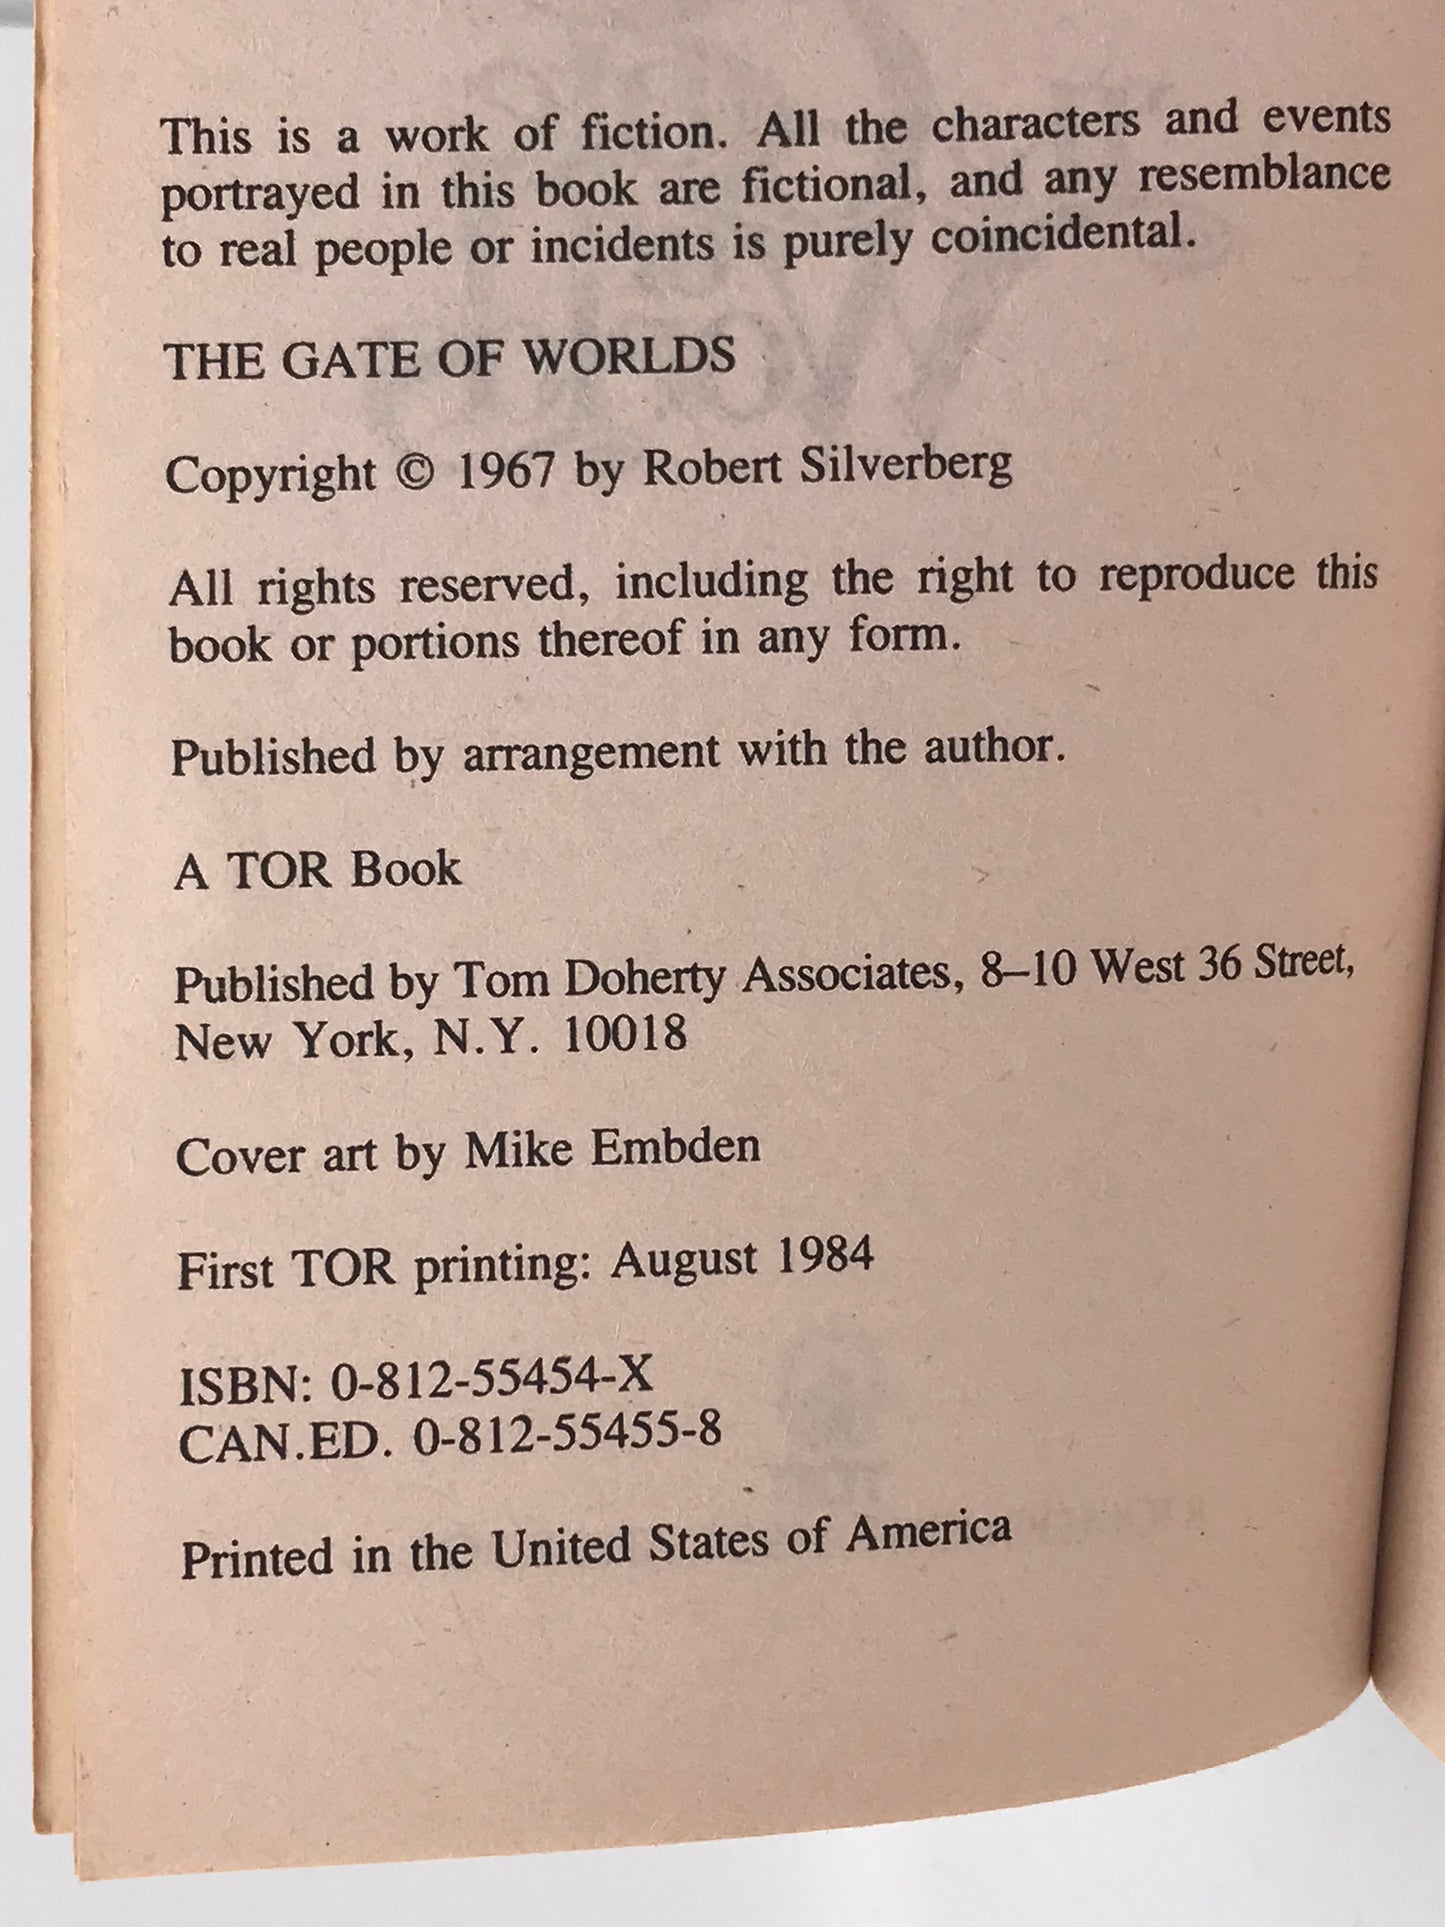 This is a work of fiction. All the characters and events
portrayed in this book are fictional, and any resemblance
to real people or incidents is purely coincidental.
THE GATE OF WORLDS
Copyright © 1967 by Robert Silverberg
All rights reserved, including the right to reproduce this
book or portions thereof in any form.
Published by arrangement with the author.
A TOR Book
Published by Tom Doherty Associates, 8–10 West 36 Street,
New York, N.Y. 10018
Cover art by Mike Embden
First TOR printing: August 1984
ISBN: 0-812-55454-X
CAN.ED. 0-812-55455-8
Printed in the United States of America